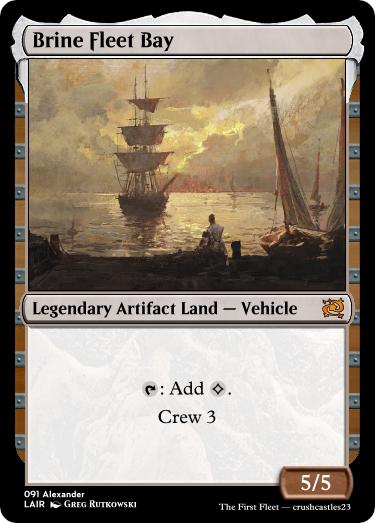 Brine Fleet Bay
Legendary Artifact Land — Vehicle
: Add .
Crew 3
5/5
091 Alexander
LAIR Greg Rutkowski
The First Fleet — crushcastles23